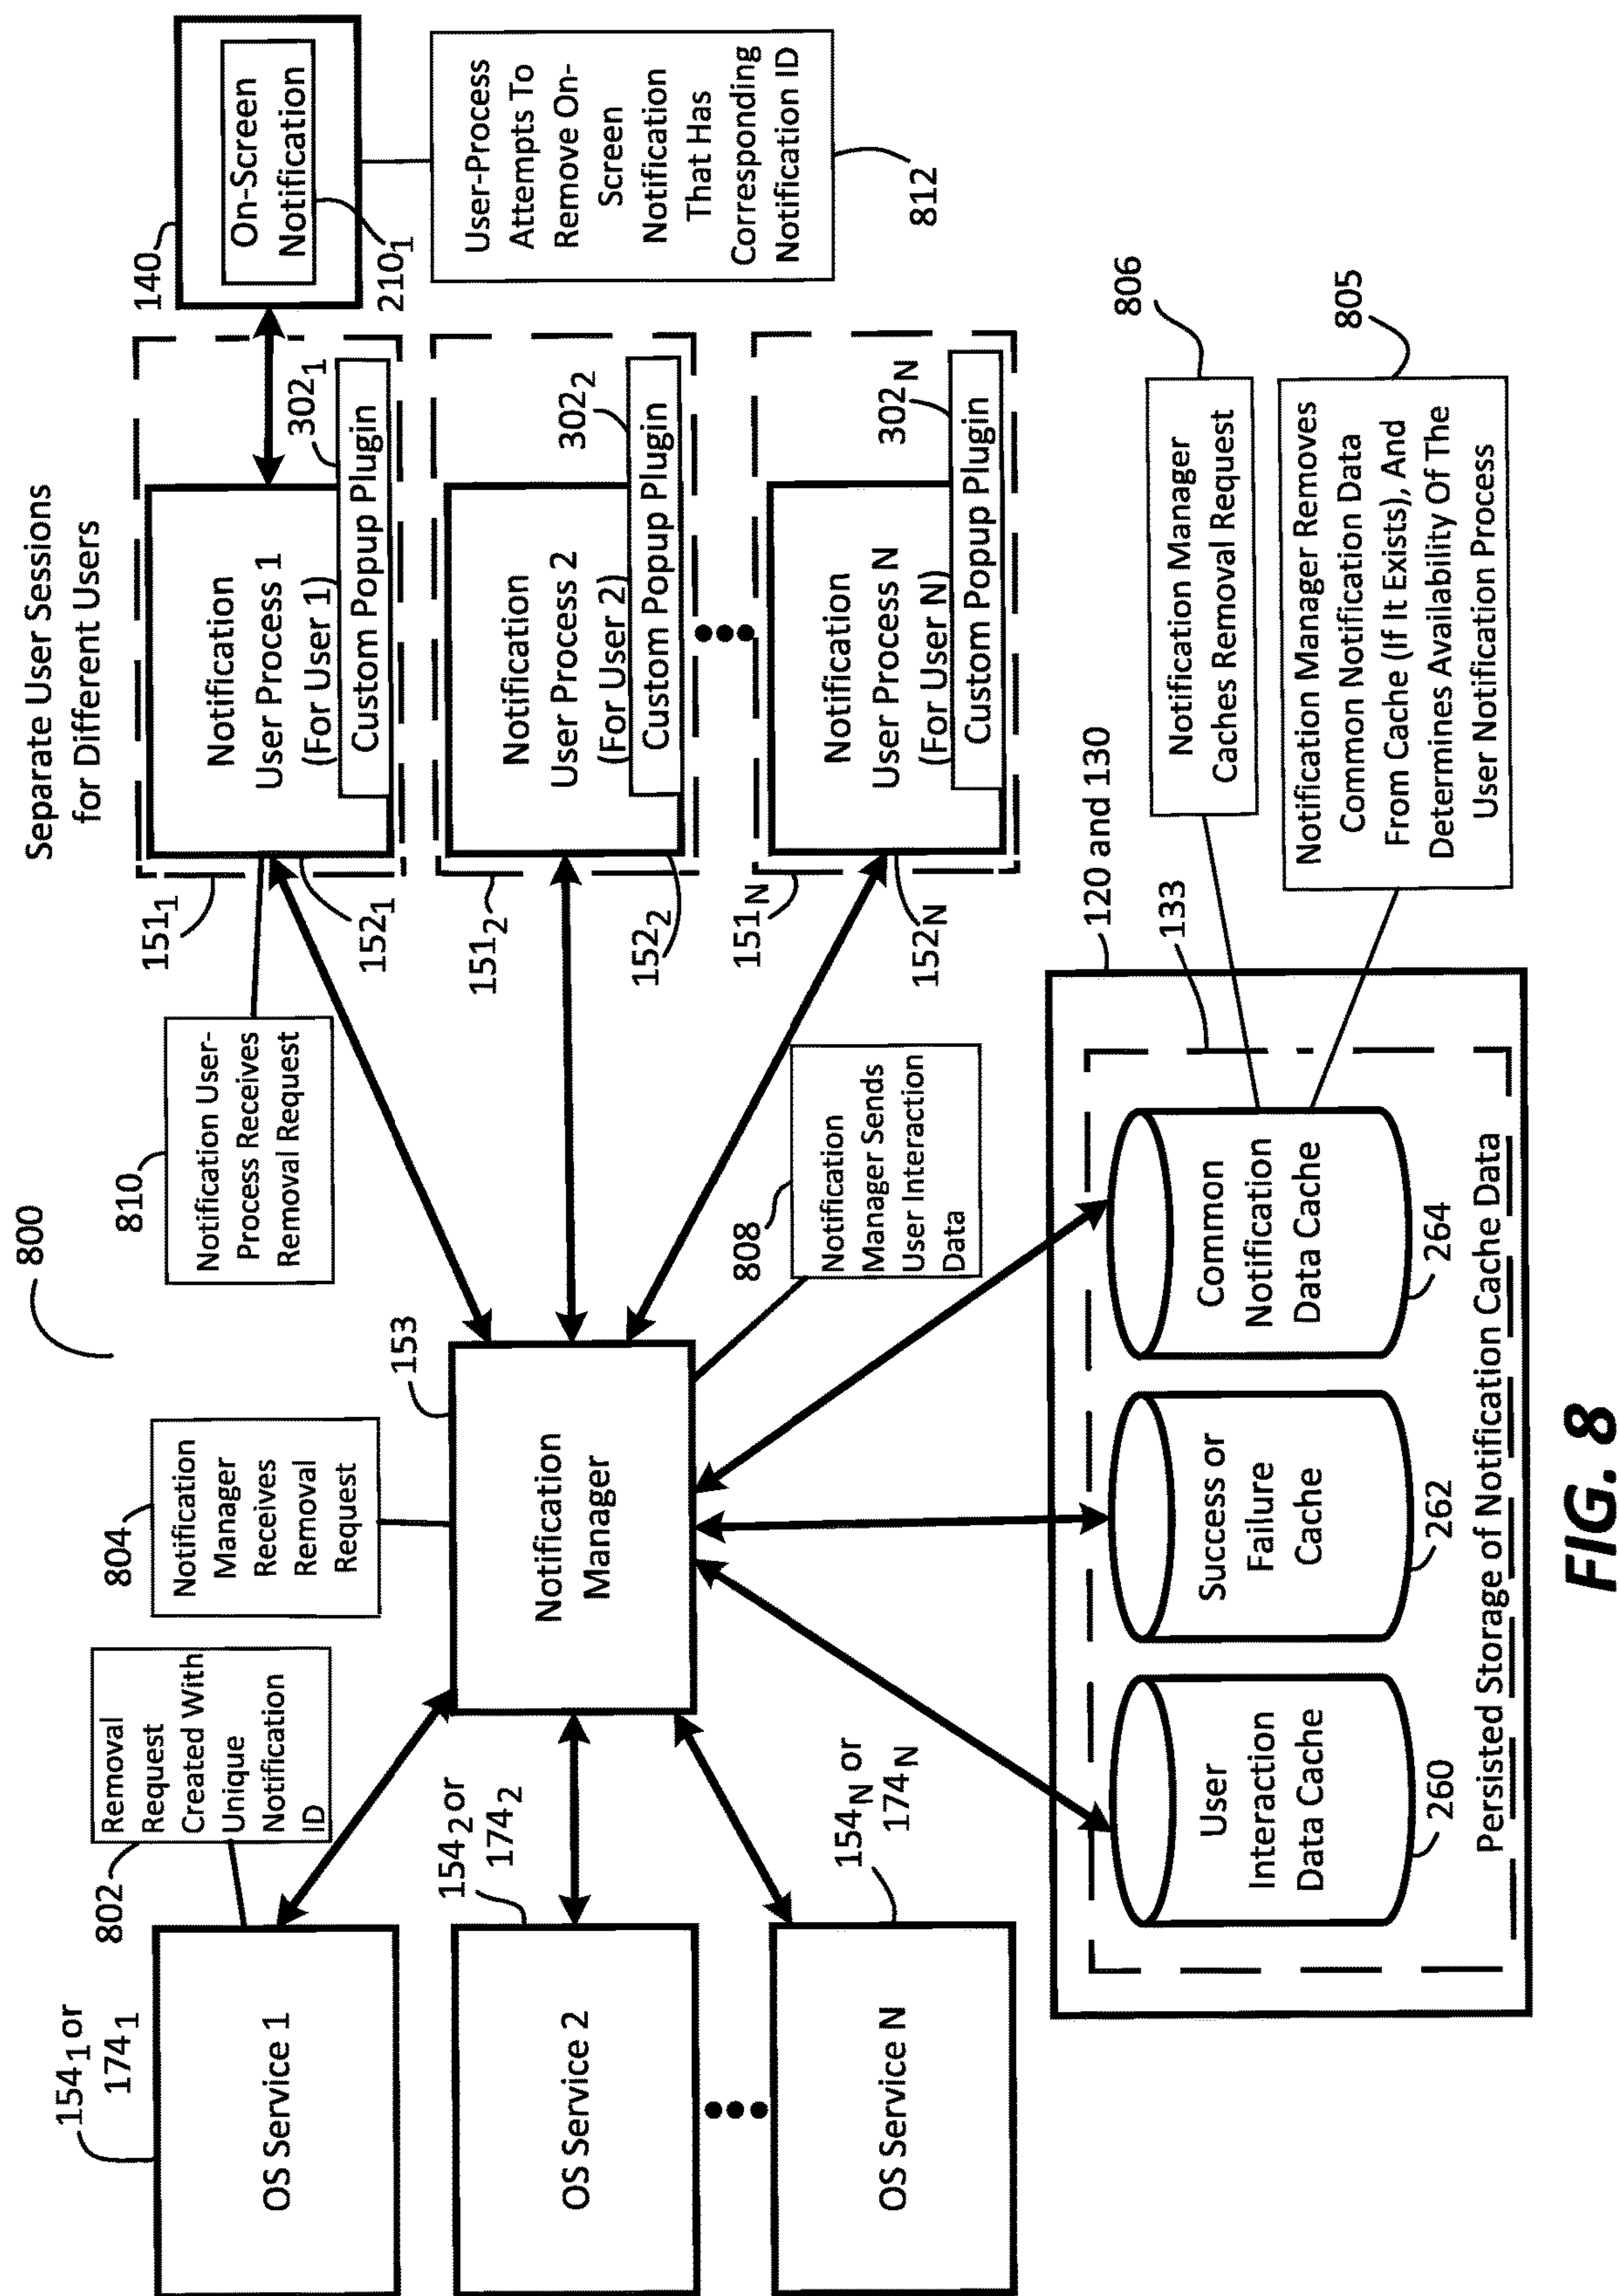 800
Separate User Sessions
for Different Users
154₁ or
174₁
OS Service 1
802
Removal
Request
Created With
Unique
Notification
ID
804
Notification
Manager
Receives
Removal
Request
153
Notification
Manager
810
Notification User-
Process Receives
Removal Request
151₁
152₁
Notification
User Process 1
(For User 1)
Custom Popup Plugin
302₁
140
On-Screen
Notification
210₁
User-Process
Attempts To
Remove On-
Screen
Notification
That Has
Corresponding
Notification ID
812
154₂ or
174₂
OS Service 2
151₂
152₂
Notification
User Process 2
(For User 2)
Custom Popup Plugin
302₂
154N or
174N
OS Service N
808
Notification
Manager Sends
User Interaction
Data
151N
152N
Notification
User Process N
(For User N)
Custom Popup Plugin
302N
120 and 130
133
User
Interaction
Data Cache
260
Success or
Failure
Cache
262
Common
Notification
Data Cache
264
Persisted Storage of Notification Cache Data
806
Notification Manager
Caches Removal Request
805
Notification Manager Removes
Common Notification Data
From Cache (If It Exists), And
Determines Availability Of The
User Notification Process
FIG. 8